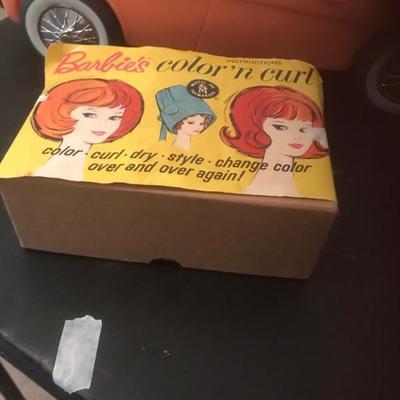 INSTRUCTIONS
Barbie's color 'n curl
color · curl · dry · style · change color
over and over again!